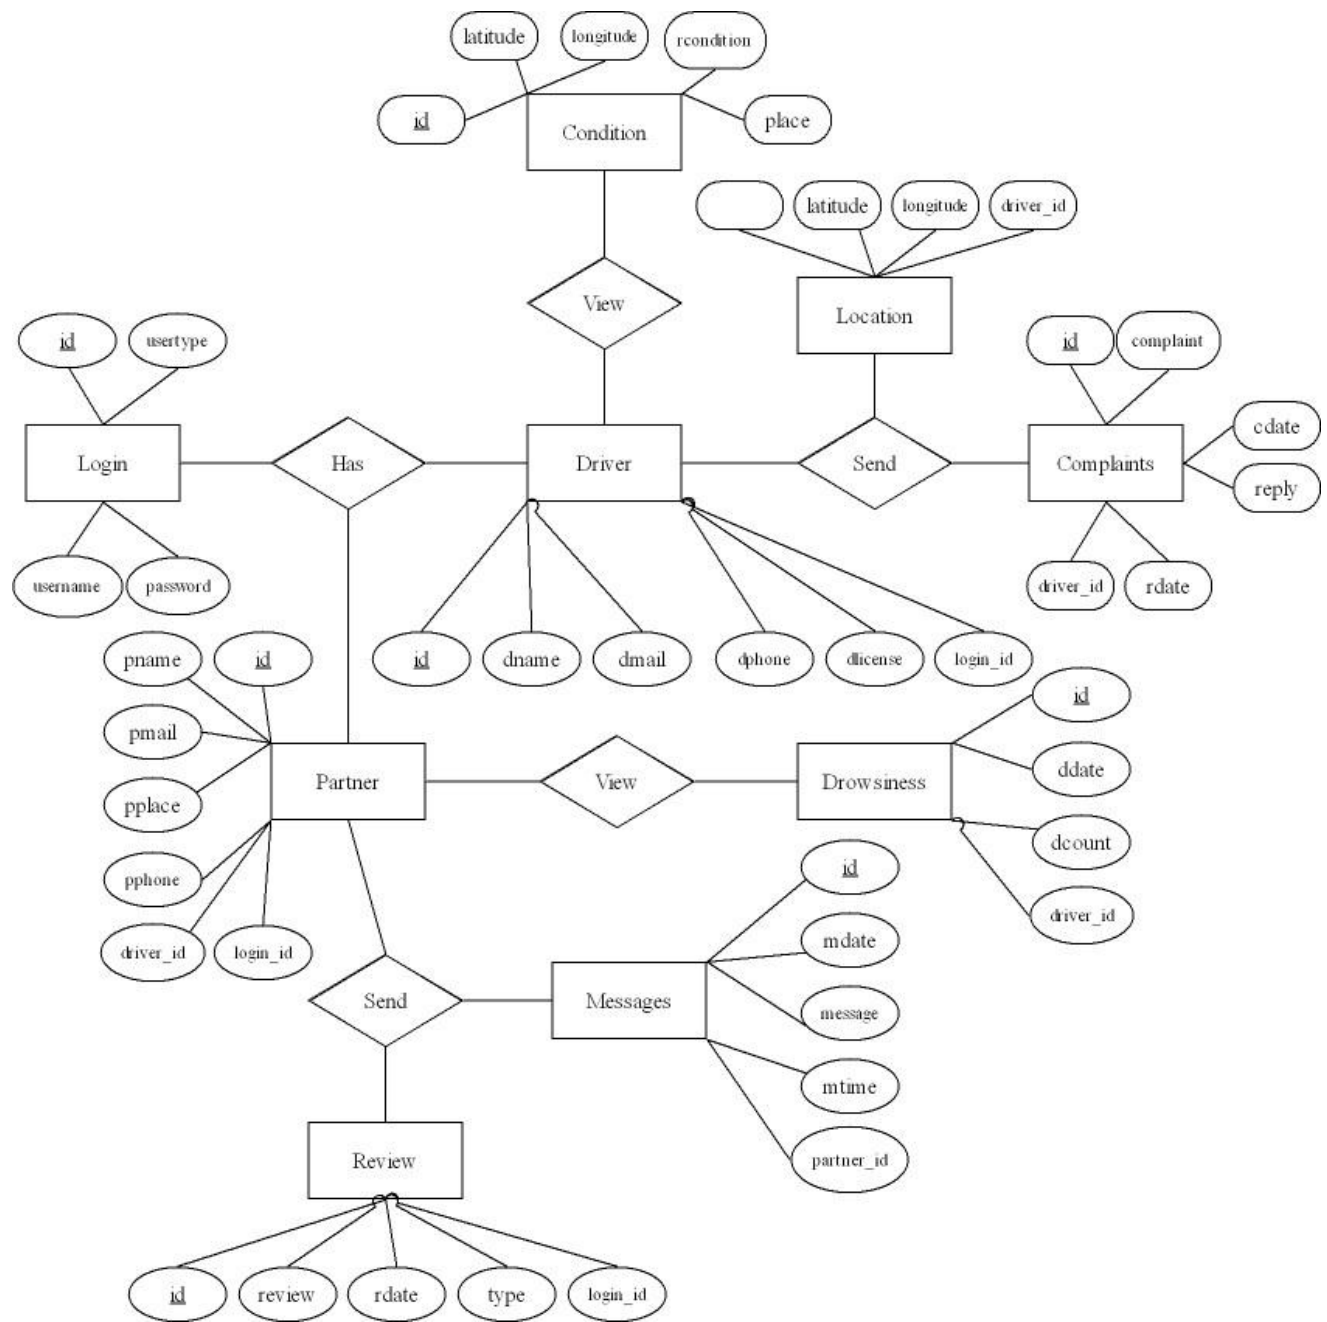 latitude
longitude
rcondition
id
Condition
place
latitude
longitude
driver_id
View
Location
id
usertype
id
complaint
cdate
Login
Has
Driver
Send
Complaints
reply
username
password
driver_id
rdate
pname
id
id
dname
dmail
dphone
dlicense
login_id
id
pmail
ddate
Partner
View
Drowsiness
pplace
dcount
pphone
id
driver_id
driver_id
login_id
mdate
Send
Messages
message
mtime
Review
partner_id
id
review
rdate
type
login_id